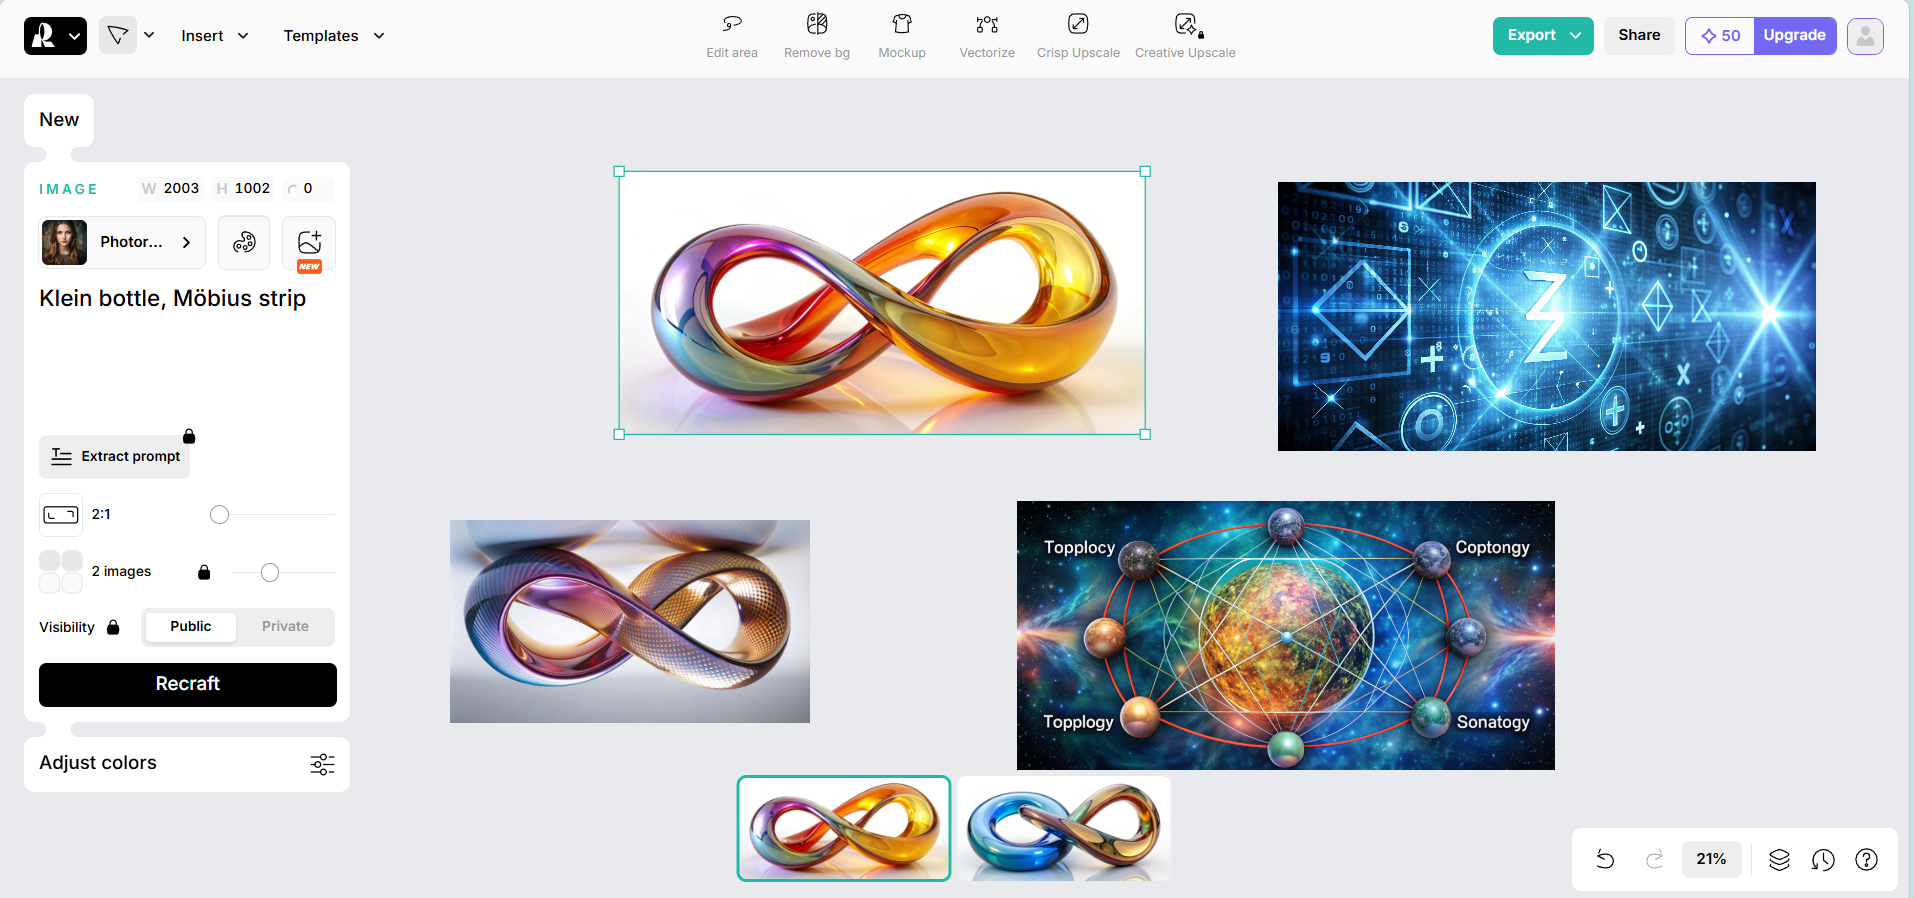 Insert
Templates
Edit area
Remove bg
Mockup
Vectorize
Crisp Upscale
Creative Upscale
Export
Share
50
Upgrade
New
IMAGE
W 2003
H 1002
0
Photor...
NEW
Klein bottle, Möbius strip
Extract prompt
2:1
2 images
Visibility
Public
Private
Recraft
Adjust colors
Topplocy
Coptongy
Topplogy
Sonatogy
21%